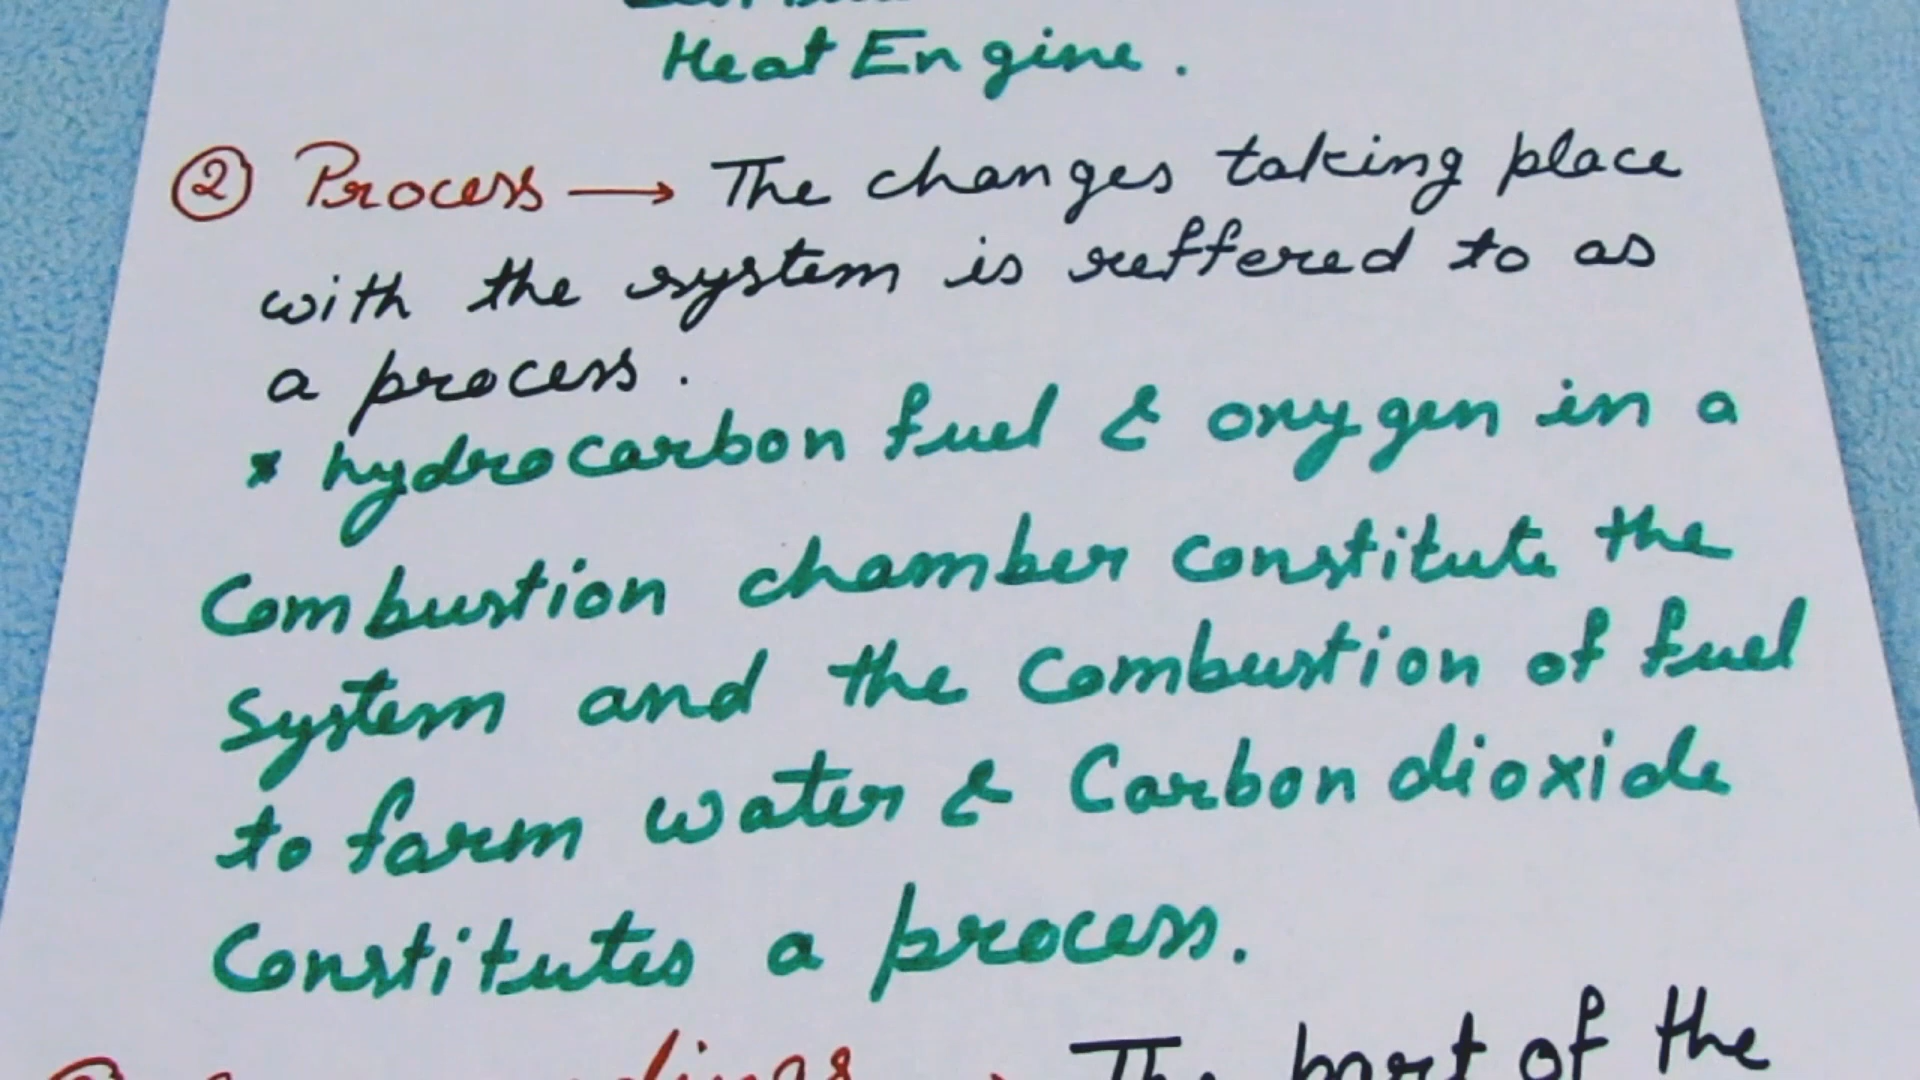 Heat Engine.
② Process → The changes taking place
with the system is reffered to as
a process.
* hydrocarbon fuel & oxygen in a
Combustion chamber constitute the
System and the combustion of fuel
to farm water & Carbon dioxide
Constitutes a process.
→ The part of the